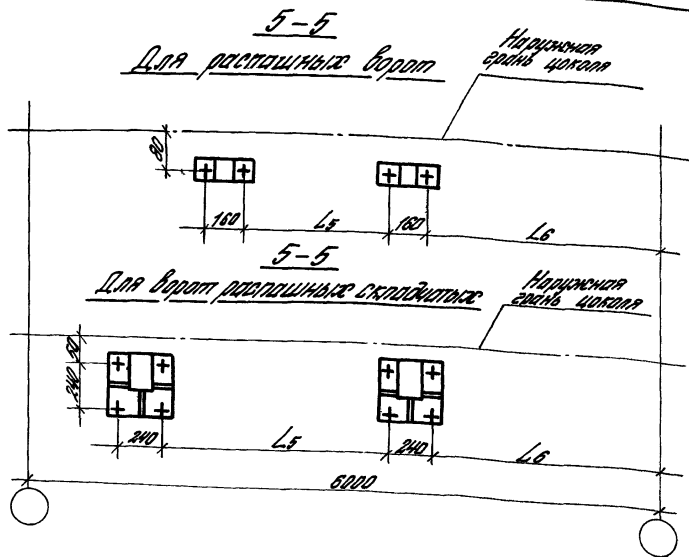 5-5
Для распашных ворот
Наружная
грань цоколя
80
160
L5
160
L6
5-5
Для ворот распашных складчатых
Наружная
грань цоколя
240
240
L5
240
L6
6000